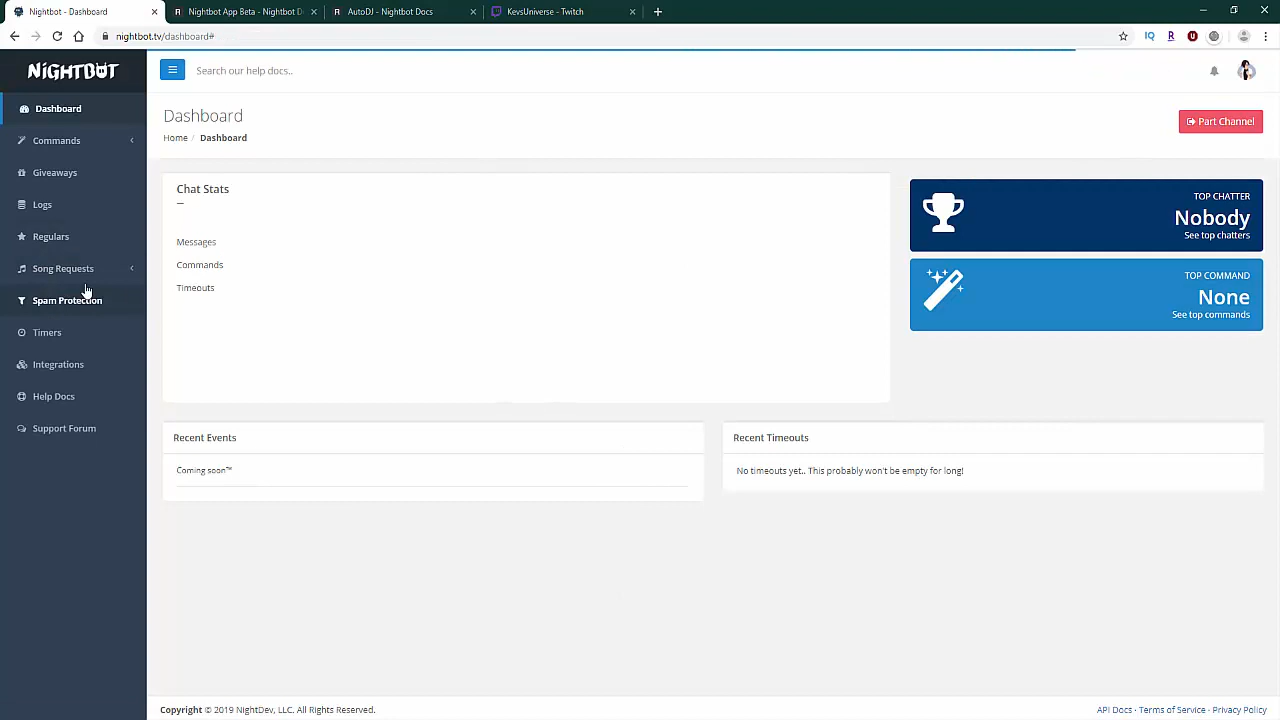 Nightbot - Dashboard
Nightbot App Beta - Nightbot D
AutoDJ - Nightbot Docs
KevsUniverse - Twitch
nightbot.tv/dashboard#
IQ
R
NIGHTBOT
Search our help docs..
Dashboard
Commands
Giveaways
Logs
Regulars
Song Requests
Spam Protection
Timers
Integrations
Help Docs
Support Forum
Dashboard
Home / Dashboard
Part Channel
Chat Stats
Messages
Commands
Timeouts
TOP CHATTER
Nobody
See top chatters
TOP COMMAND
None
See top commands
Recent Events
Coming soon™
Recent Timeouts
No timeouts yet.. This probably won't be empty for long!
Copyright © 2019 NightDev, LLC. All Rights Reserved.
API Docs · Terms of Service · Privacy Policy